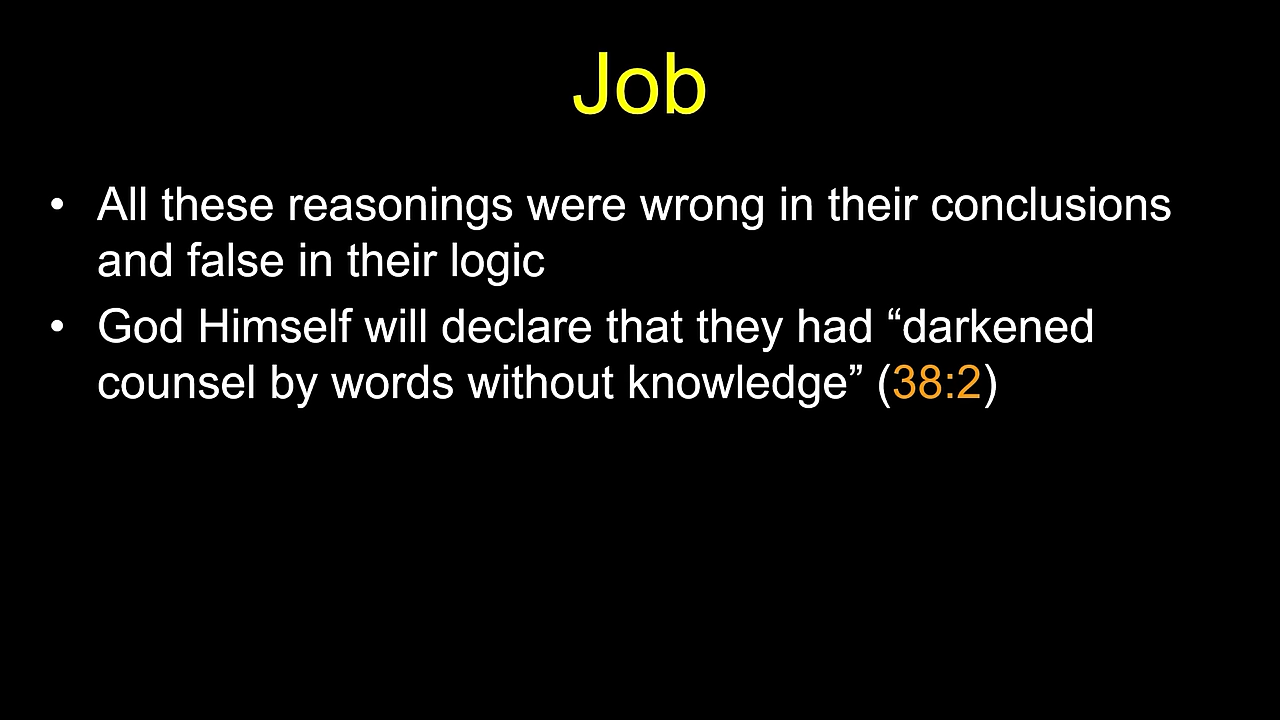 Job
• All these reasonings were wrong in their conclusions
and false in their logic
• God Himself will declare that they had “darkened
counsel by words without knowledge” (38:2)